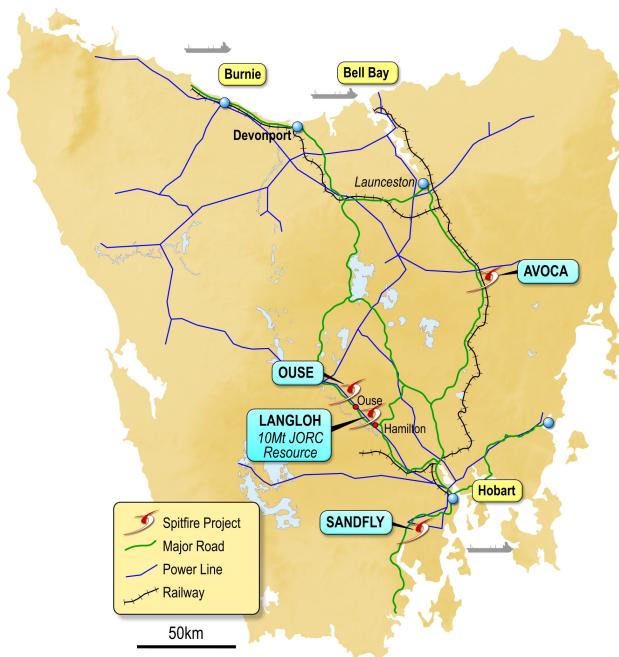 Burnie
Bell Bay
Devonport
Launceston
AVOCA
OUSE
Ouse
LANGLOH
10Mt JORC
Resource
Hamilton
Hobart
SANDFLY
Spitfire Project
Major Road
Power Line
Railway
50km